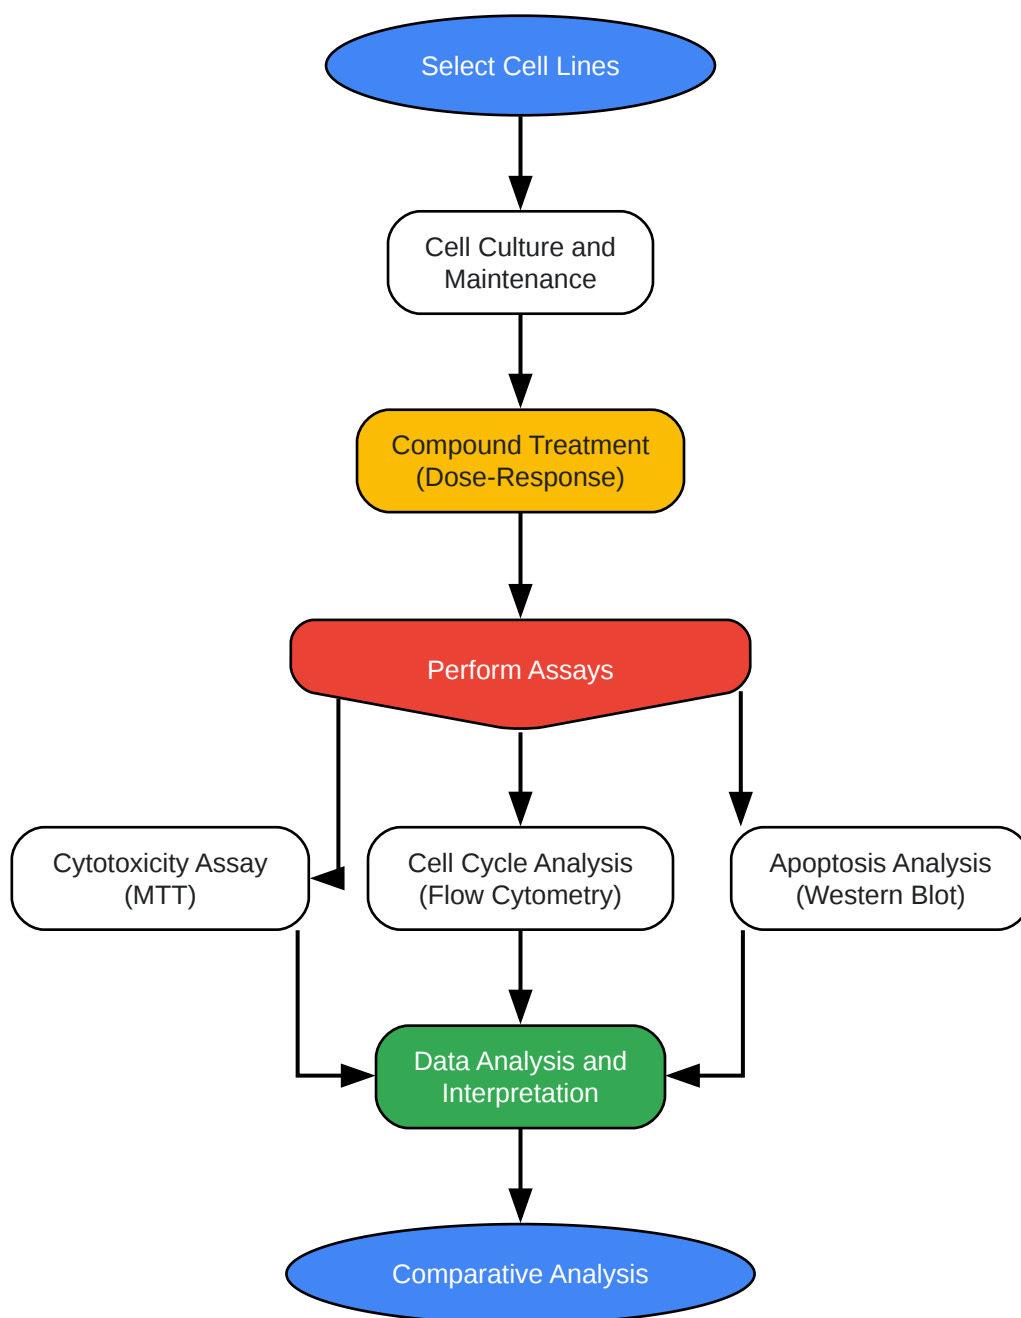 Select Cell Lines
Cell Culture and
Maintenance
Compound Treatment
(Dose-Response)
Perform Assays
Cytotoxicity Assay
(MTT)
Cell Cycle Analysis
(Flow Cytometry)
Apoptosis Analysis
(Western Blot)
Data Analysis and
Interpretation
Comparative Analysis